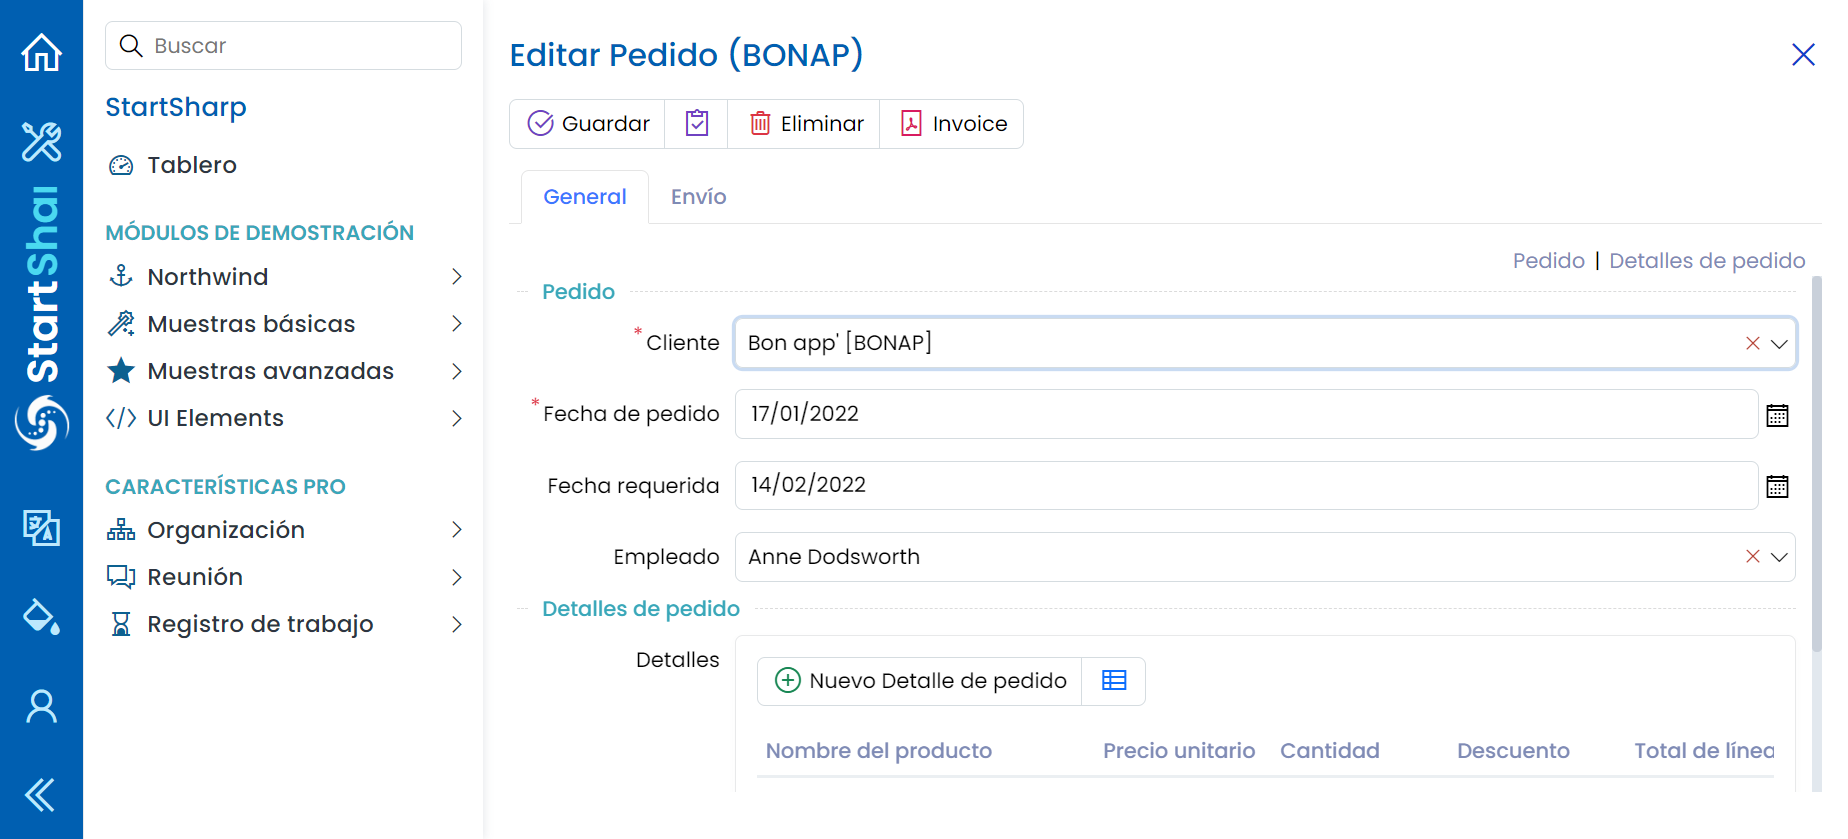 StartShar
Buscar
StartSharp
Tablero
MÓDULOS DE DEMOSTRACIÓN
Northwind
Muestras básicas
Muestras avanzadas
UI Elements
CARACTERÍSTICAS PRO
Organización
Reunión
Registro de trabajo
Editar Pedido (BONAP)
Guardar
Eliminar
Invoice
General
Envío
Pedido | Detalles de pedido
Pedido
* Cliente
Bon app' [BONAP]
* Fecha de pedido
17/01/2022
Fecha requerida
14/02/2022
Empleado
Anne Dodsworth
Detalles de pedido
Detalles
Nuevo Detalle de pedido
Nombre del producto Precio unitario Cantidad Descuento Total de línea